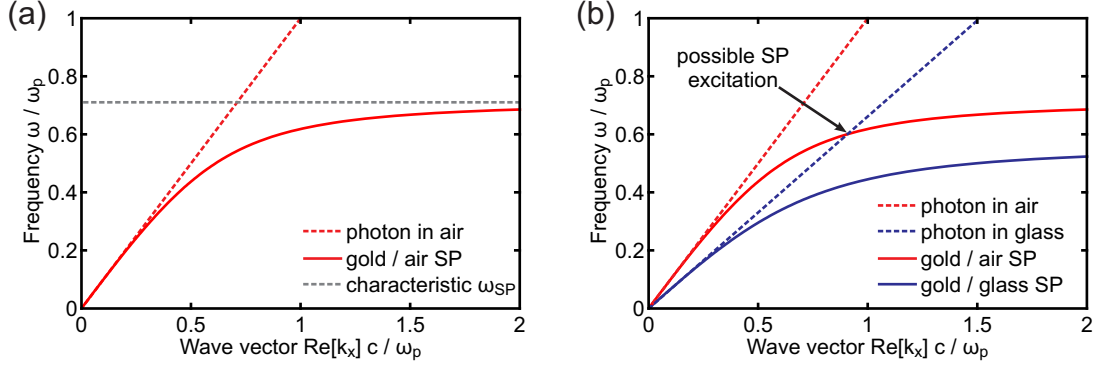 (a)
Frequency ω / ωₚ
1
0.8
0.6
0.4
0.2
0
photon in air
gold / air SP
characteristic ω_SP
0 0.5 1 1.5 2
Wave vector Re[kₓ] c / ωₚ
(b)
Frequency ω / ωₚ
1
0.8
0.6
0.4
0.2
0
possible SP
excitation
photon in air
photon in glass
gold / air SP
gold / glass SP
0 0.5 1 1.5 2
Wave vector Re[kₓ] c / ωₚ